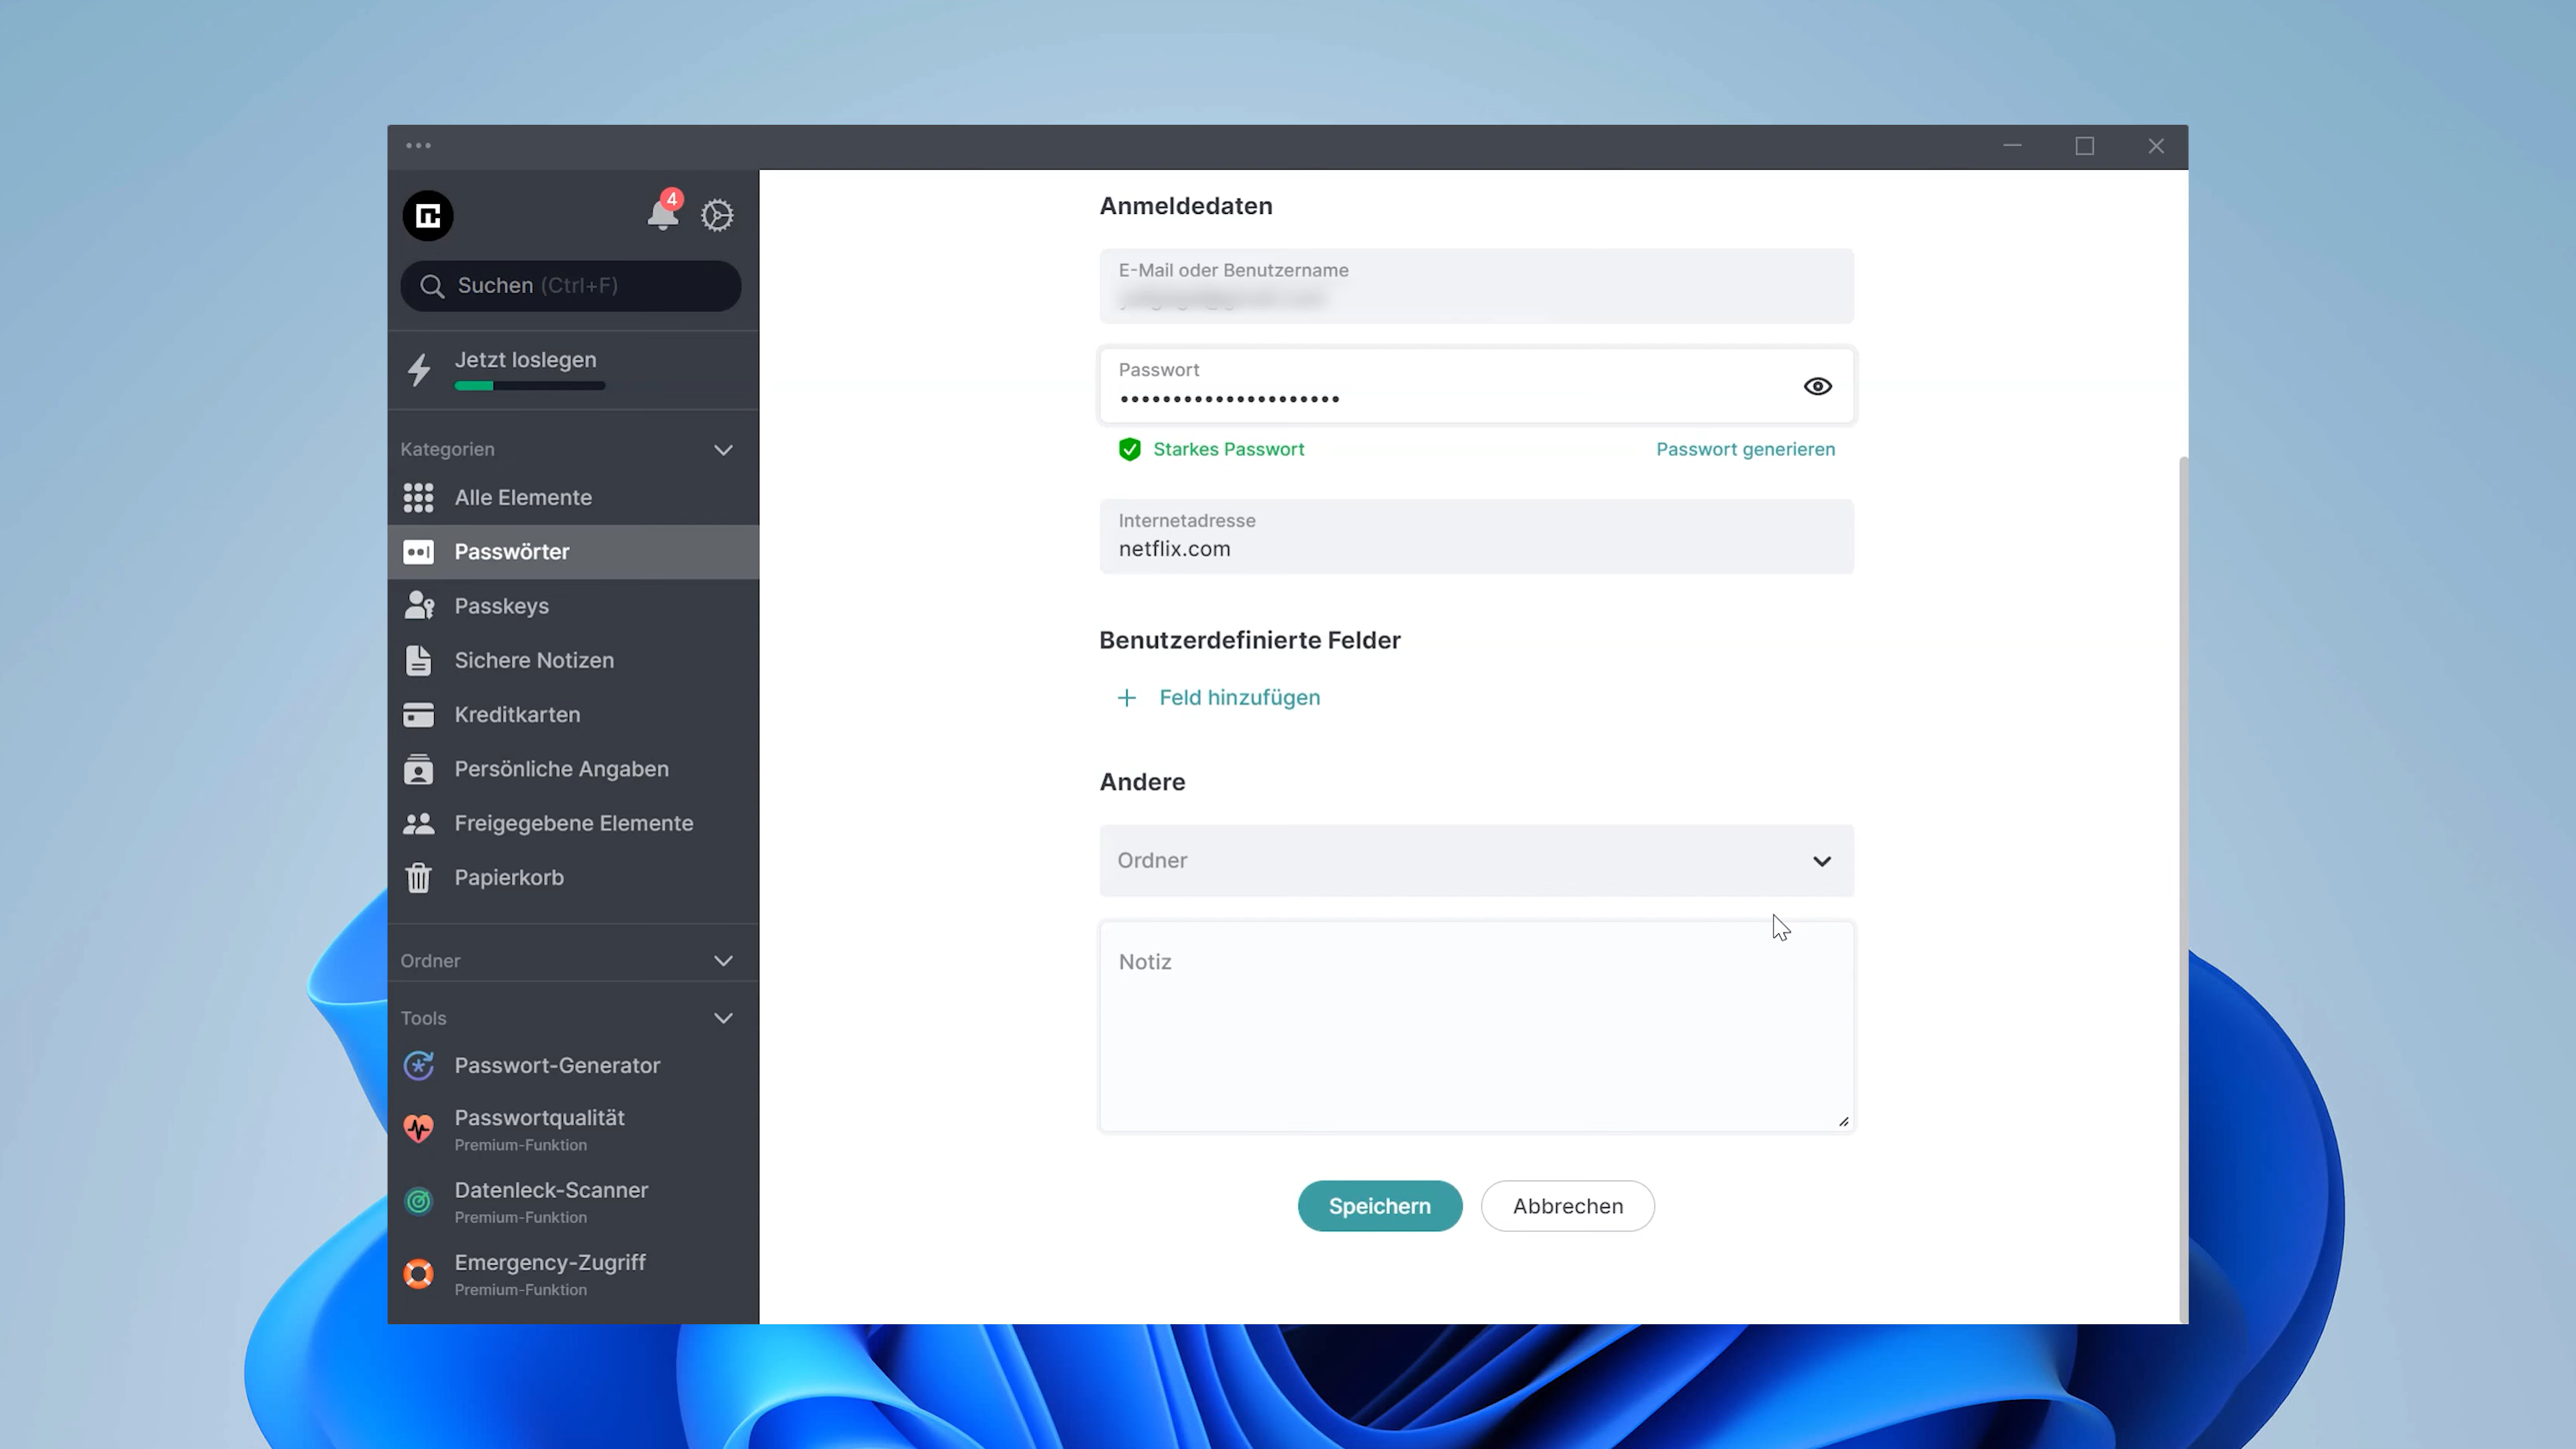 4
Suchen (Ctrl+F)
Jetzt loslegen
Kategorien
Alle Elemente
Passwörter
Passkeys
Sichere Notizen
Kreditkarten
Persönliche Angaben
Freigegebene Elemente
Papierkorb
Ordner
Tools
Passwort-Generator
Passwortqualität
Premium-Funktion
Datenleck-Scanner
Premium-Funktion
Emergency-Zugriff
Premium-Funktion
Anmeldedaten
E-Mail oder Benutzername
Passwort
•••••••••••••••••••••
Starkes Passwort
Passwort generieren
Internetadresse
netflix.com
Benutzerdefinierte Felder
+ Feld hinzufügen
Andere
Ordner
Notiz
Speichern
Abbrechen